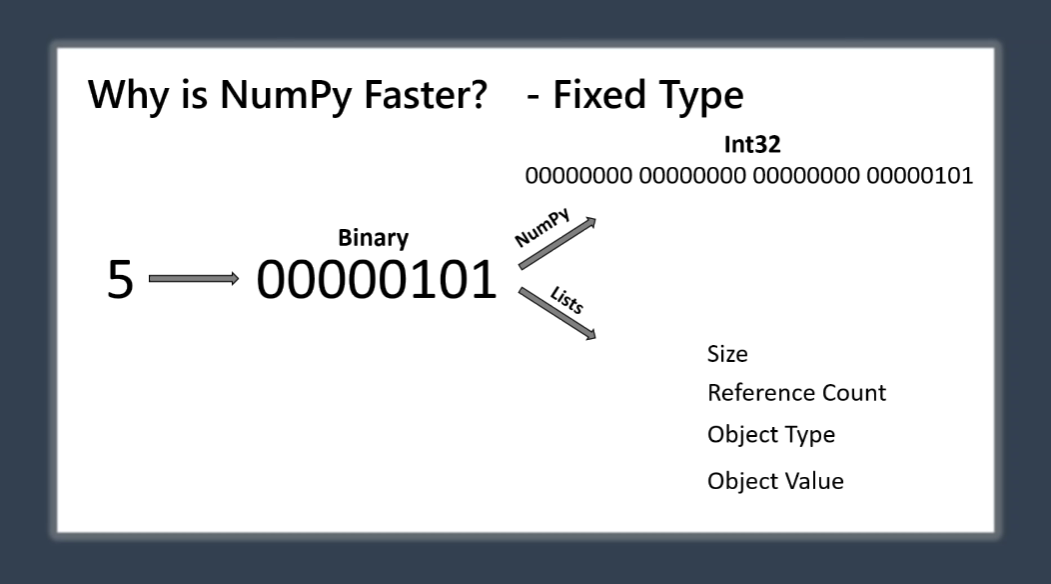 Why is NumPy Faster? - Fixed Type
Int32
00000000 00000000 00000000 00000101
NumPy
Binary
5 00000101
Lists
Size
Reference Count
Object Type
Object Value